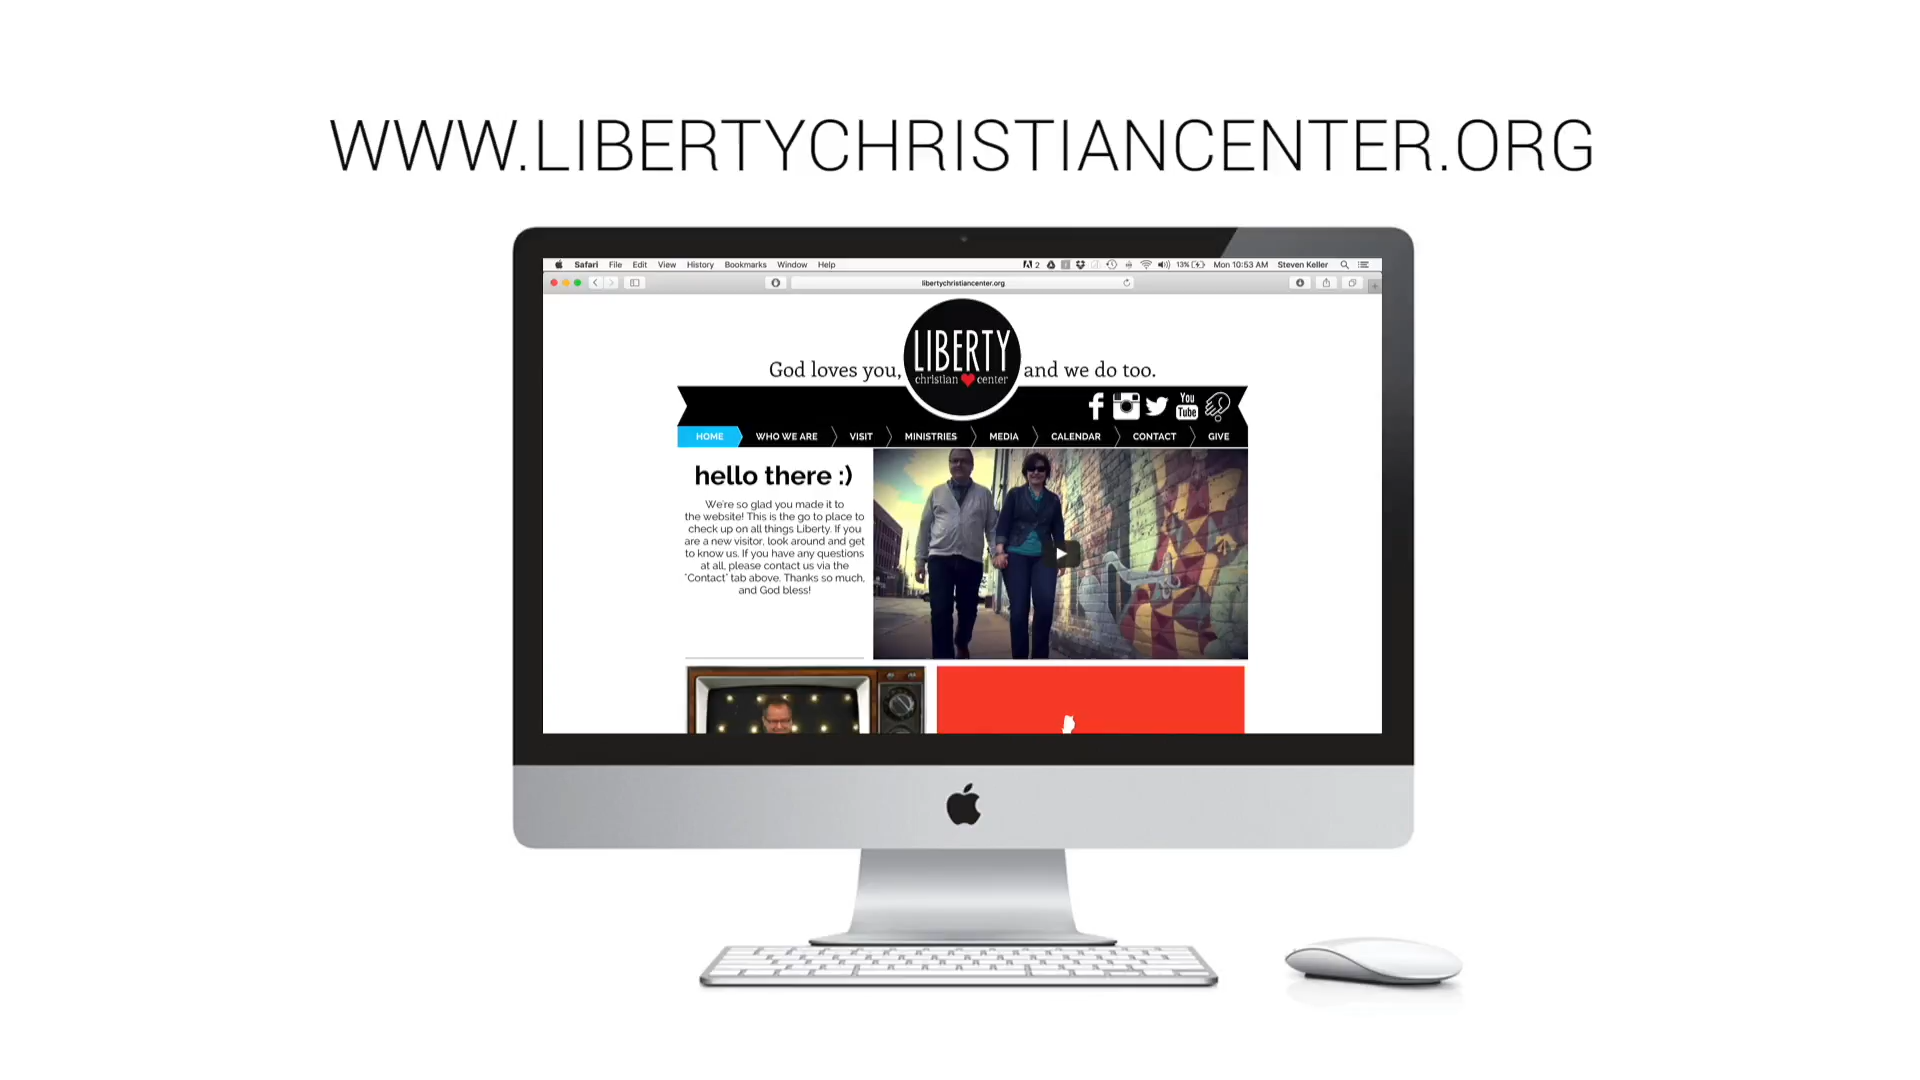 WWW.LIBERTYCHRISTIANCENTER.ORG
Safari File Edit View History Bookmarks Window Help 2 13% Mon 10:53 AM Steven Keller
libertychristiancenter.org
God loves you, LIBERTY christian center and we do too.
You Tube
HOME WHO WE ARE VISIT MINISTRIES MEDIA CALENDAR CONTACT GIVE
hello there :)
We're so glad you made it to
the website! This is the go to place to
check up on all things Liberty. If you
are a new visitor, look around and get
to know us. If you have any questions
at all, please contact us via the
"Contact" tab above. Thanks so much,
and God bless!